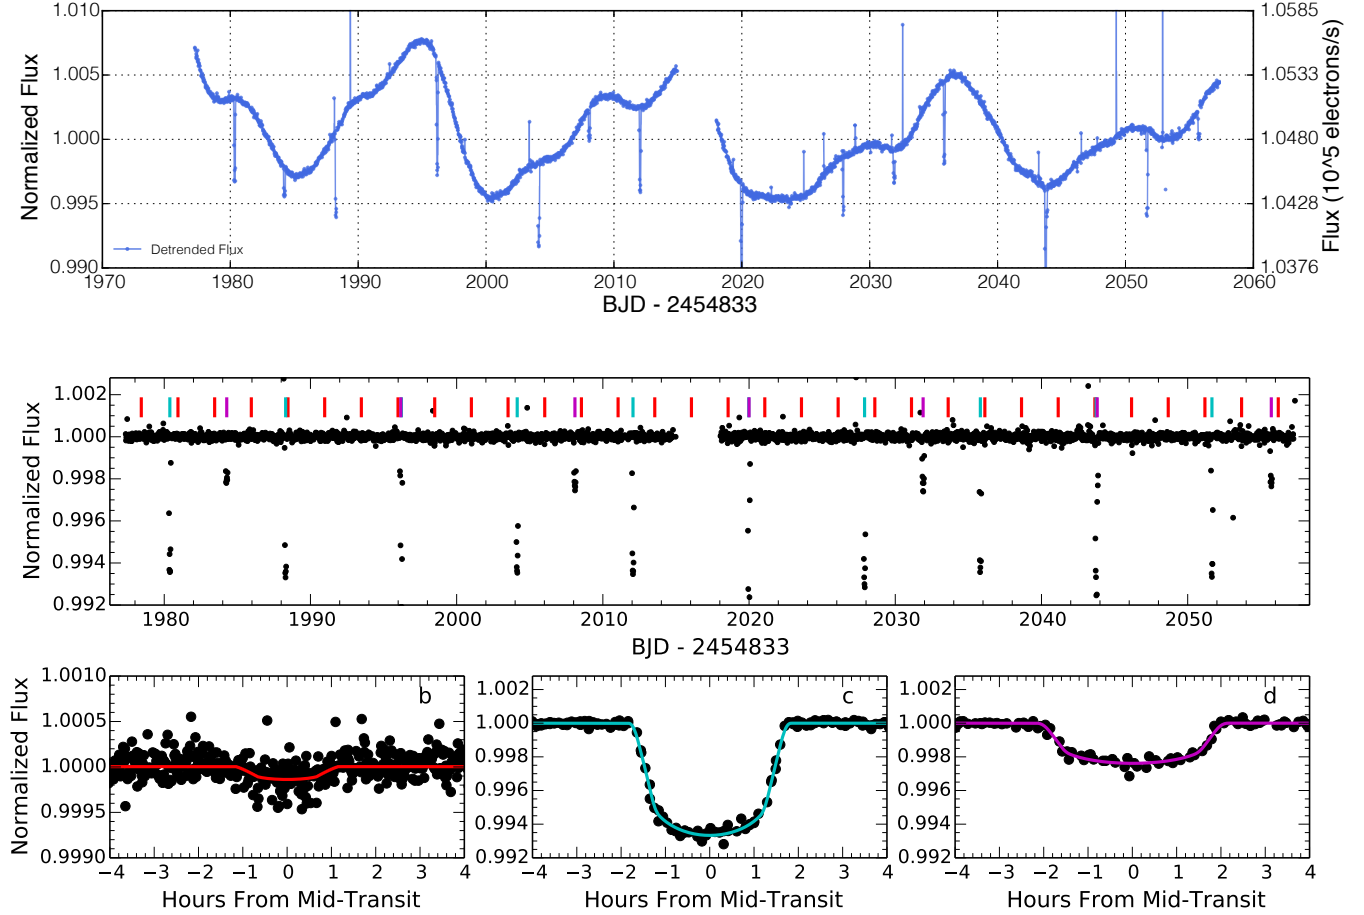 1.010
1.005
1.000
0.995
0.990
Normalized Flux
1.0585
1.0533
1.0480
1.0428
1.0376
Flux (10^5 electrons/s)
Detrended Flux
1970 1980 1990 2000 2010 2020 2030 2040 2050 2060
BJD - 2454833
1.002
1.000
0.998
0.996
0.994
0.992
Normalized Flux
1980 1990 2000 2010 2020 2030 2040 2050
BJD - 2454833
1.0010
1.0005
1.0000
0.9995
0.9990
Normalized Flux
b
−4 −3 −2 −1 0 1 2 3 4
Hours From Mid-Transit
1.002
1.000
0.998
0.996
0.994
0.992
c
−4 −3 −2 −1 0 1 2 3 4
Hours From Mid-Transit
1.002
1.000
0.998
0.996
0.994
0.992
d
−4 −3 −2 −1 0 1 2 3 4
Hours From Mid-Transit